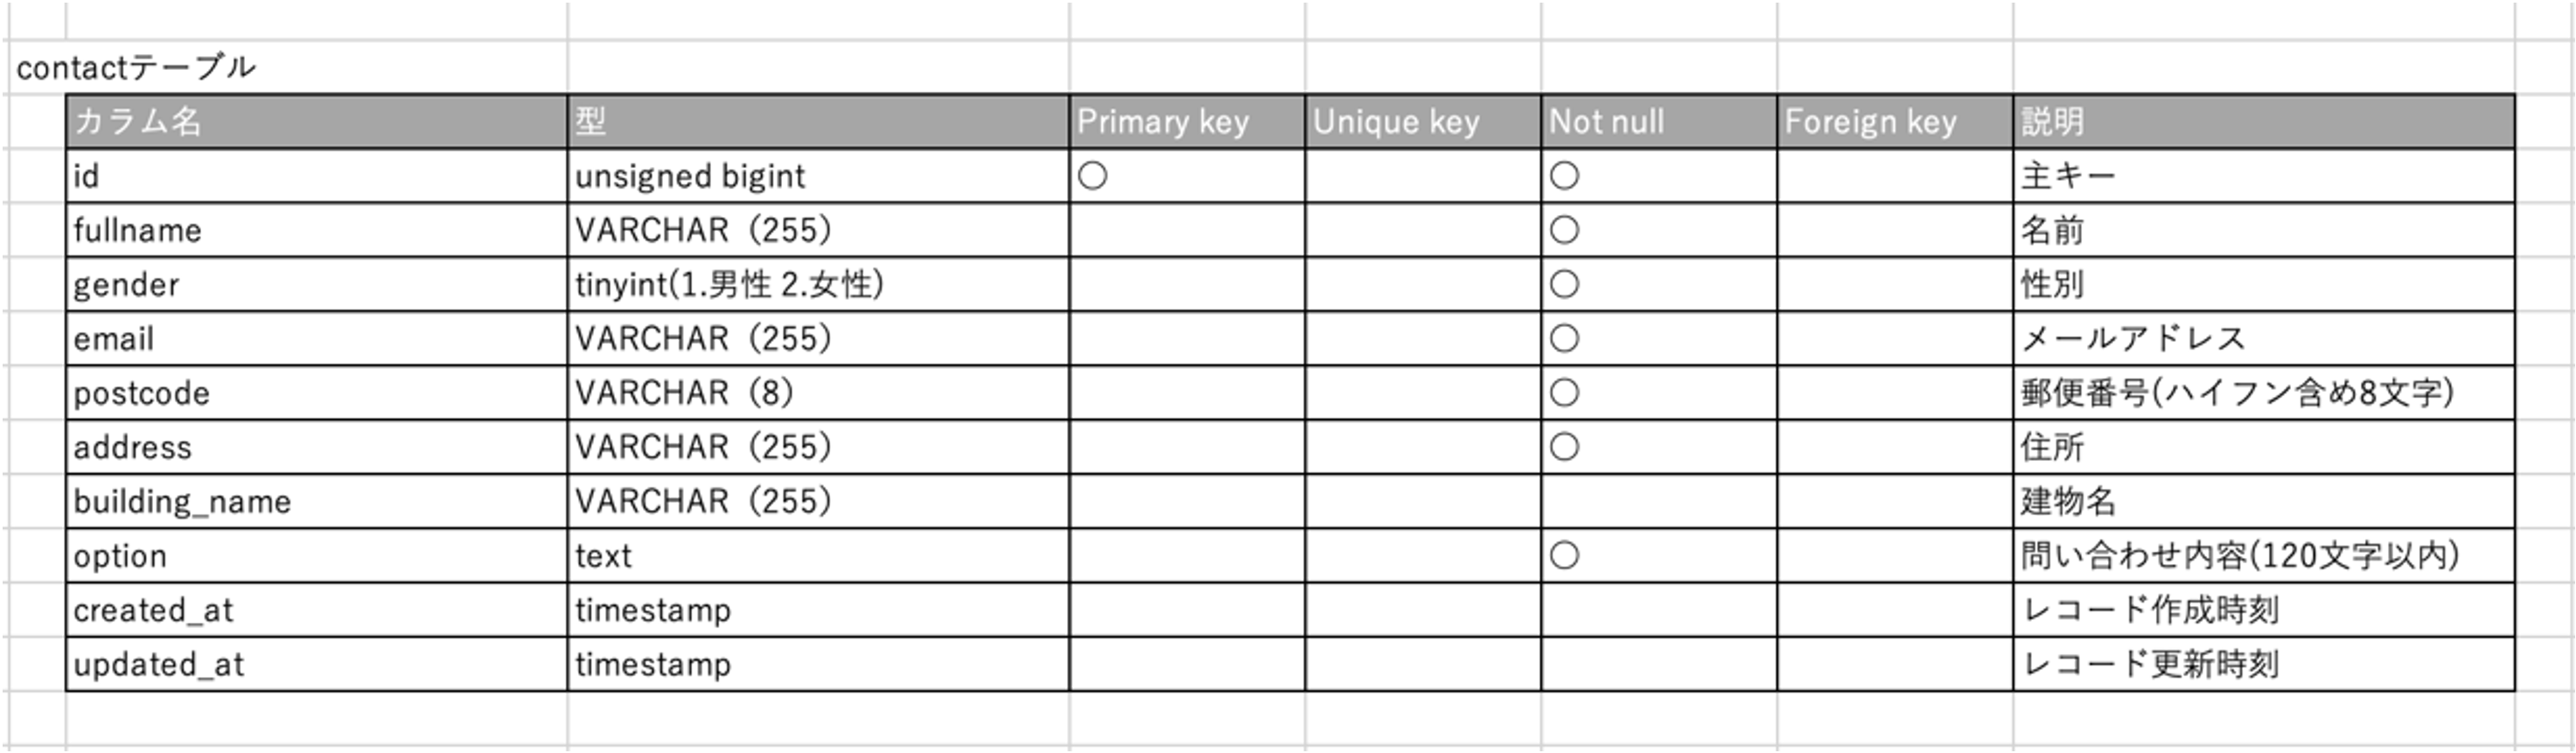 contactテーブル
カラム名 型 Primary key Unique key Not null Foreign key 説明
id unsigned bigint ○ ○ 主キー
fullname VARCHAR（255） ○ 名前
gender tinyint(1.男性 2.女性) ○ 性別
email VARCHAR（255） ○ メールアドレス
postcode VARCHAR（8） ○ 郵便番号(ハイフン含め8文字)
address VARCHAR（255） ○ 住所
building_name VARCHAR（255） 建物名
option text ○ 問い合わせ内容(120文字以内)
created_at timestamp レコード作成時刻
updated_at timestamp レコード更新時刻